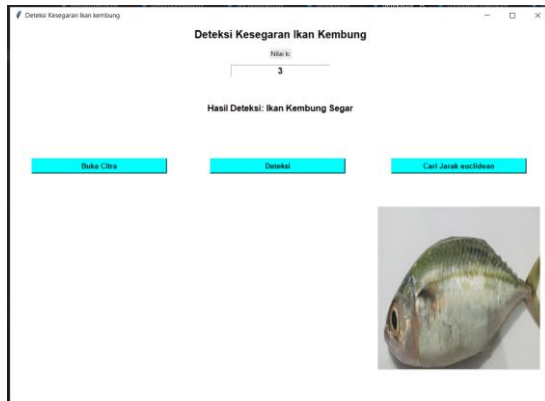 Deteksi Kesegaran Ikan kembung
Deteksi Kesegaran Ikan Kembung
Nilai k:
3
Hasil Deteksi: Ikan Kembung Segar
Buka Citra
Deteksi
Cari Jarak euclidean